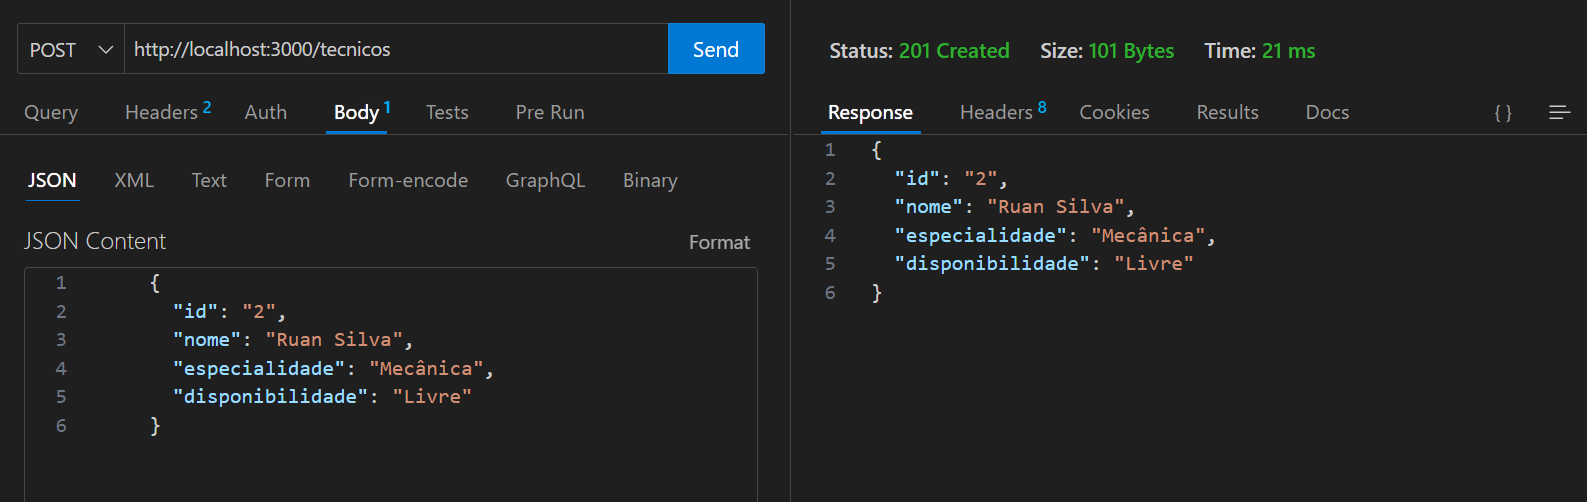 POST http://localhost:3000/tecnicos Send
Query Headers 2 Auth Body 1 Tests Pre Run
JSON XML Text Form Form-encode GraphQL Binary
JSON Content Format
1 {
2 "id": "2",
3 "nome": "Ruan Silva",
4 "especialidade": "Mecânica",
5 "disponibilidade": "Livre"
6 }
Status: 201 Created Size: 101 Bytes Time: 21 ms
Response Headers 8 Cookies Results Docs { }
1 {
2 "id": "2",
3 "nome": "Ruan Silva",
4 "especialidade": "Mecânica",
5 "disponibilidade": "Livre"
6 }